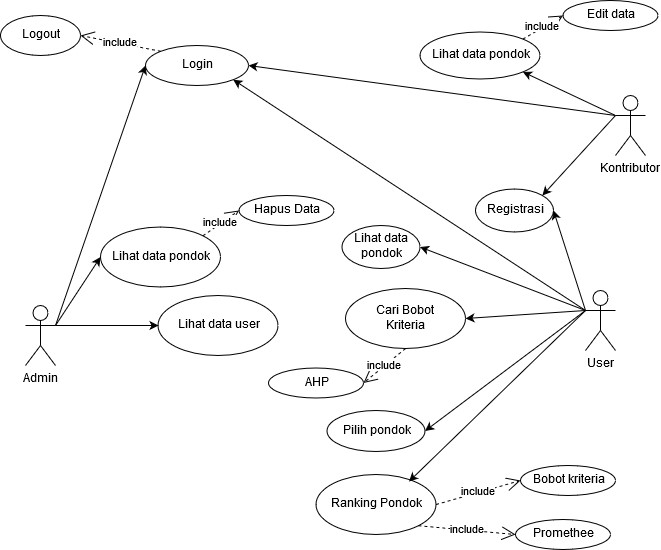 Edit data
include
Logout
include
Login
Lihat data pondok
Kontributor
Hapus Data
include
Registrasi
Lihat data pondok
Lihat data
pondok
Cari Bobot
Kriteria
Lihat data user
include
User
Admin
AHP
Pilih pondok
Bobot kriteria
include
Ranking Pondok
include
Promethee